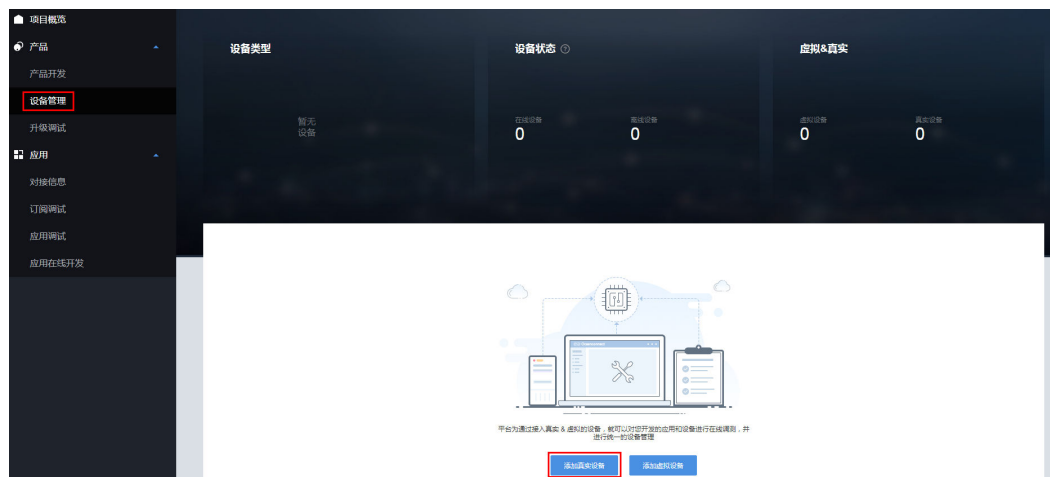 项目概览
产品
产品开发
设备管理
升级调试
应用
对接信息
订阅调试
应用调试
应用在线开发
设备类型
暂无
设备
设备状态
在线设备
0
离线设备
0
虚拟&真实
虚拟设备
0
真实设备
0
平台为通过接入真实 & 虚拟的设备，就可以对您开发的应用和设备进行在线调测，并
进行统一的设备管理
添加真实设备
添加虚拟设备